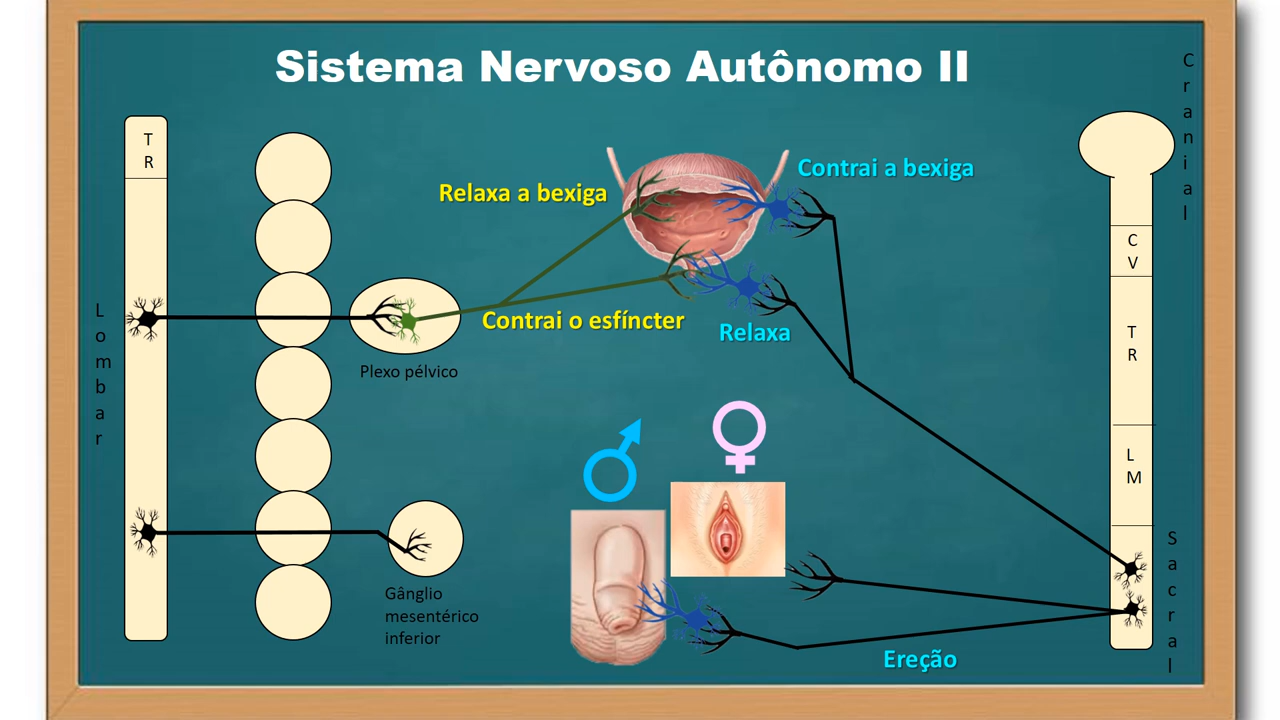 Sistema Nervoso Autônomo II
Cranial
TR
Contrai a bexiga
Relaxa a bexiga
CV
Lombar
Contrai o esfíncter
Relaxa
TR
Plexo pélvico
LM
Sacral
Gânglio
mesentérico
inferior
Ereção